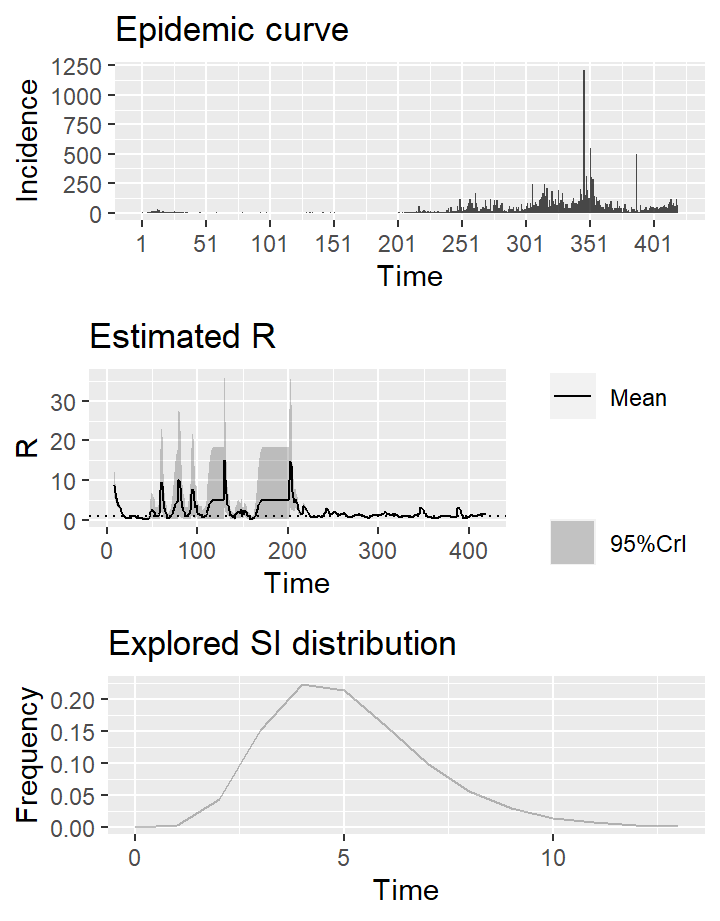 Epidemic curve
Incidence
1250
1000
750
500
250
0
1 51 101 151 201 251 301 351 401
Time
Estimated R
R
30
20
10
0
0 100 200 300 400
Time
Mean
95%CrI
Explored SI distribution
Frequency
0.20
0.15
0.10
0.05
0.00
0 5 10
Time